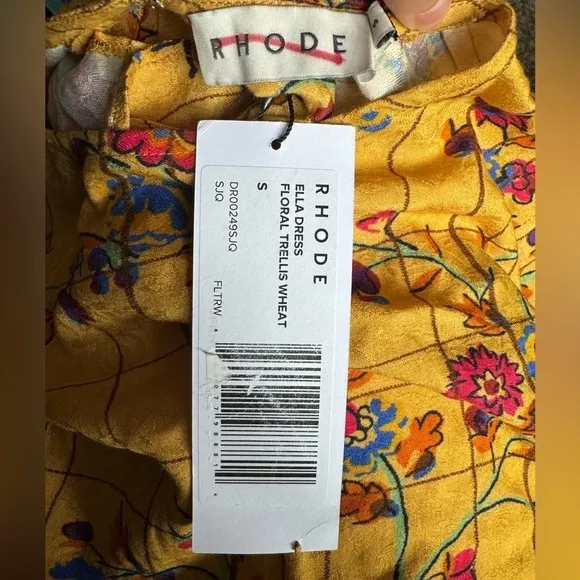 RHODE
RHODE
ELLA DRESS
FLORAL TRELLIS WHEAT
S
DR00249SJQ FLTRW
SJQ